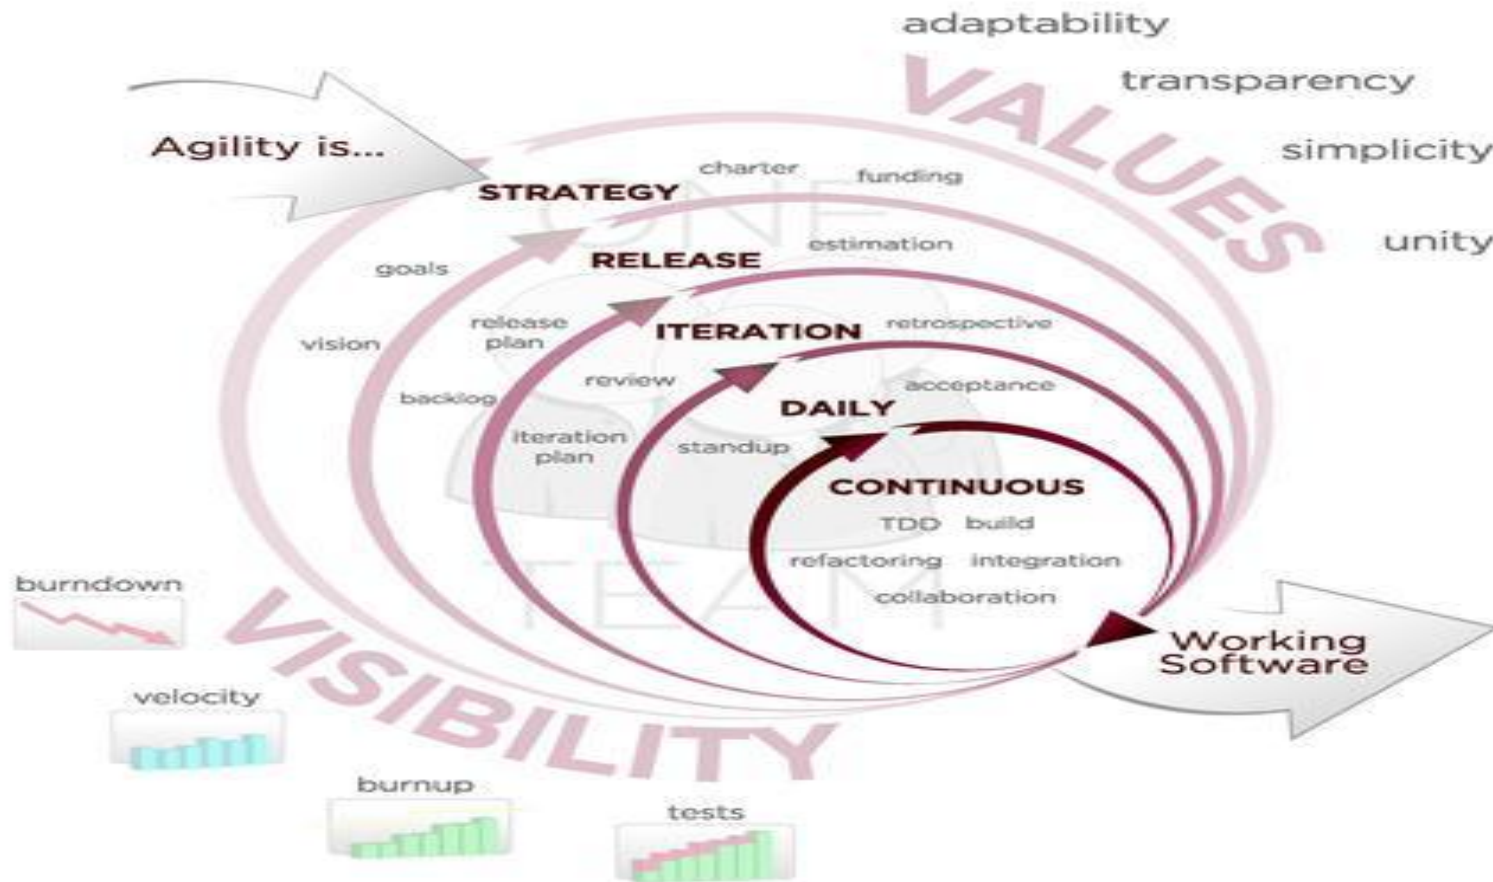 adaptability
VALUES
transparency
simplicity
unity
Agility is...
STRATEGY
charter
funding
goals
vision
RELEASE
estimation
release
plan
backlog
ITERATION
retrospective
review
iteration
plan
DAILY
acceptance
standup
CONTINUOUS
TDD build
refactoring integration
collaboration
ONE
TEAM
Working
Software
VISIBILITY
burndown
velocity
burnup
tests